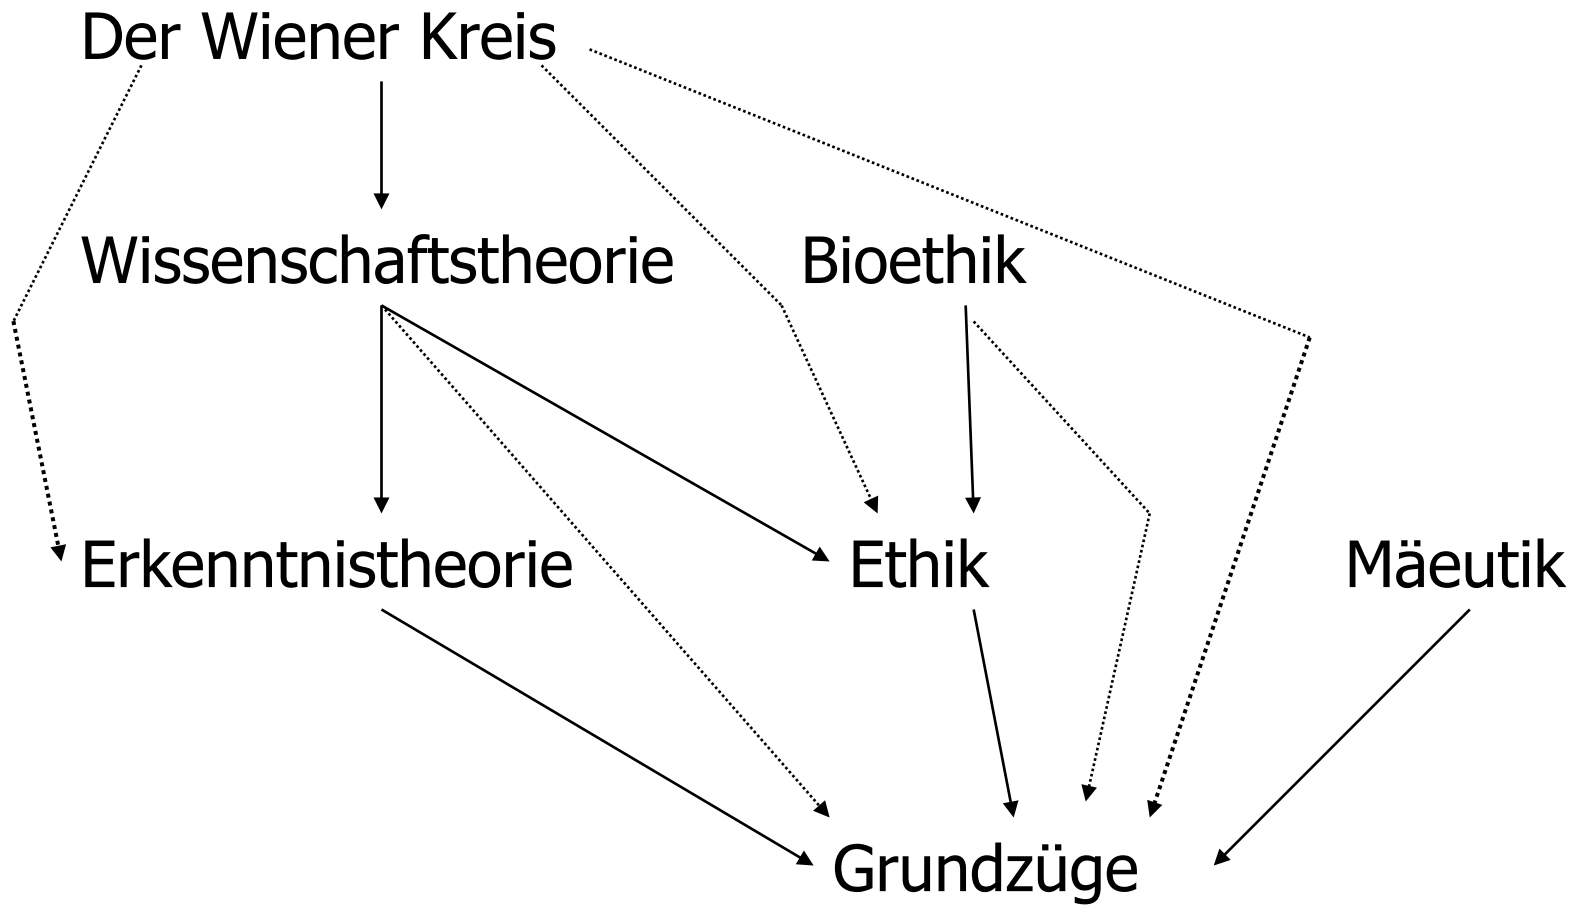 Der Wiener Kreis
Wissenschaftstheorie
Bioethik
Erkenntnistheorie
Ethik
Mäeutik
Grundzüge